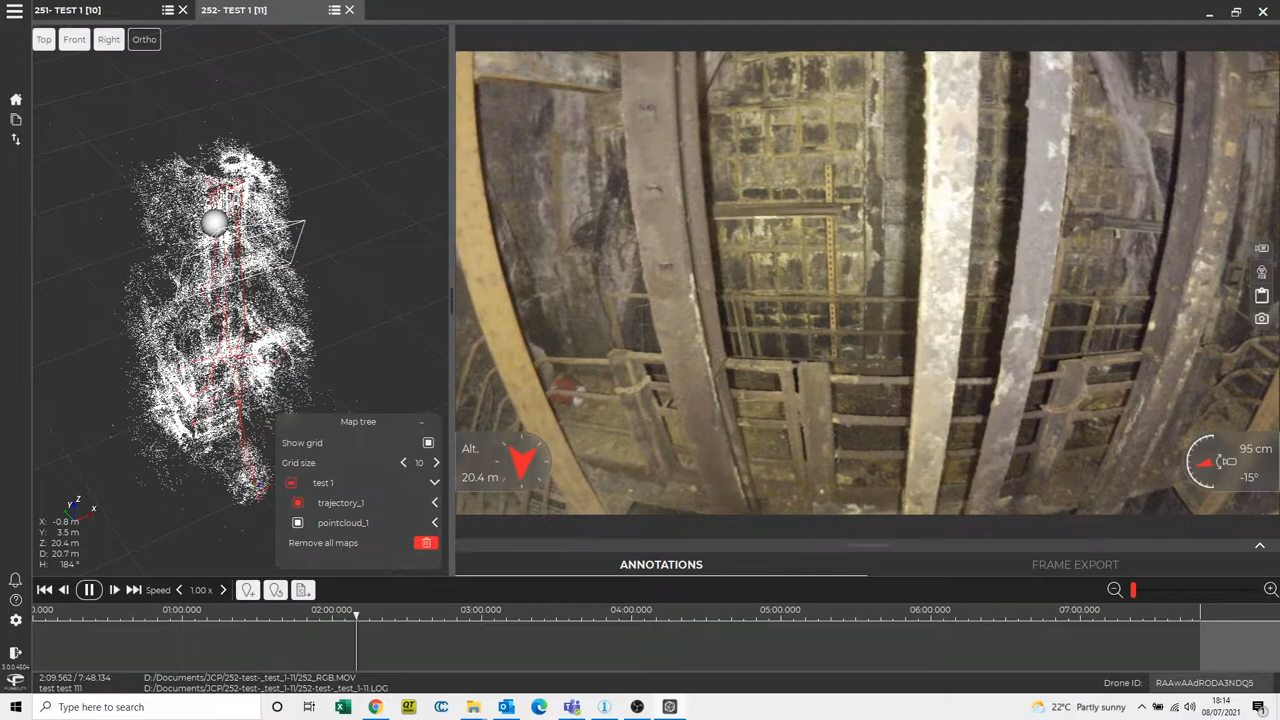 251- TEST 1 [10]
252- TEST 1 [11]
Top
Front
Right
Ortho
Map tree
-
Show grid
Grid size
10
test 1
trajectory_1
pointcloud_1
Remove all maps
z
Y
x
X: -0.8 m
Y: 3.5 m
Z: 20.4 m
D: 20.7 m
H: 184 °
Alt.
20.4 m
95 cm
-15°
ANNOTATIONS
FRAME EXPORT
Speed
1.00 x
0.000
01:00.000
02:00.000
03:00.000
04:00.000
05:00.000
06:00.000
07:00.000
3.0.0.4504
2:09.562 / 7:48.134
D:/Documents/JCP/252-test-_test_1-11/252_RGB.MOV
test test 111
D:/Documents/JCP/252-test-_test_1-11/252-test-_test_1-11.LOG
Drone ID:
RAAwAAdRODA3NDQ5
Type here to search
22°C Partly sunny
18:14
08/07/2021